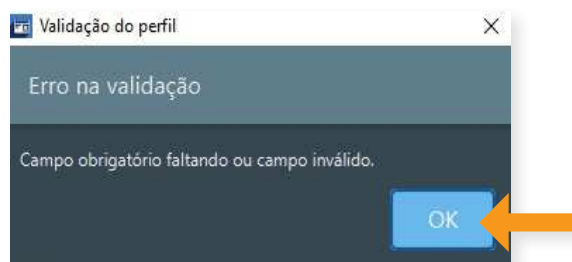 Validação do perfil
Erro na validação
Campo obrigatório faltando ou campo inválido.
OK